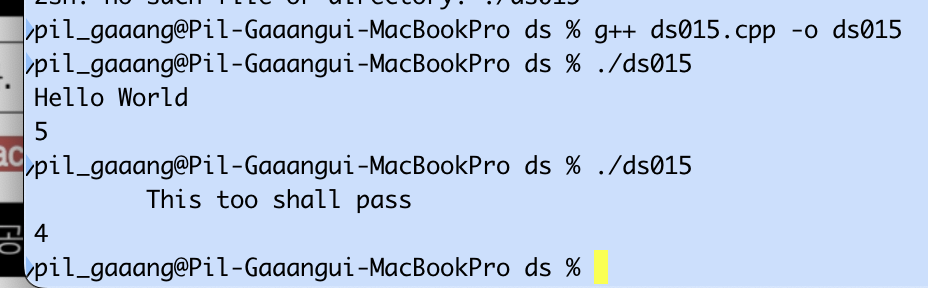 zsh: no such file or directory: ./ds015
pil_gaaang@Pil-Gaaangui-MacBookPro ds % g++ ds015.cpp -o ds015
pil_gaaang@Pil-Gaaangui-MacBookPro ds % ./ds015
Hello World
5
pil_gaaang@Pil-Gaaangui-MacBookPro ds % ./ds015
        This too shall pass
4
pil_gaaang@Pil-Gaaangui-MacBookPro ds %
ac